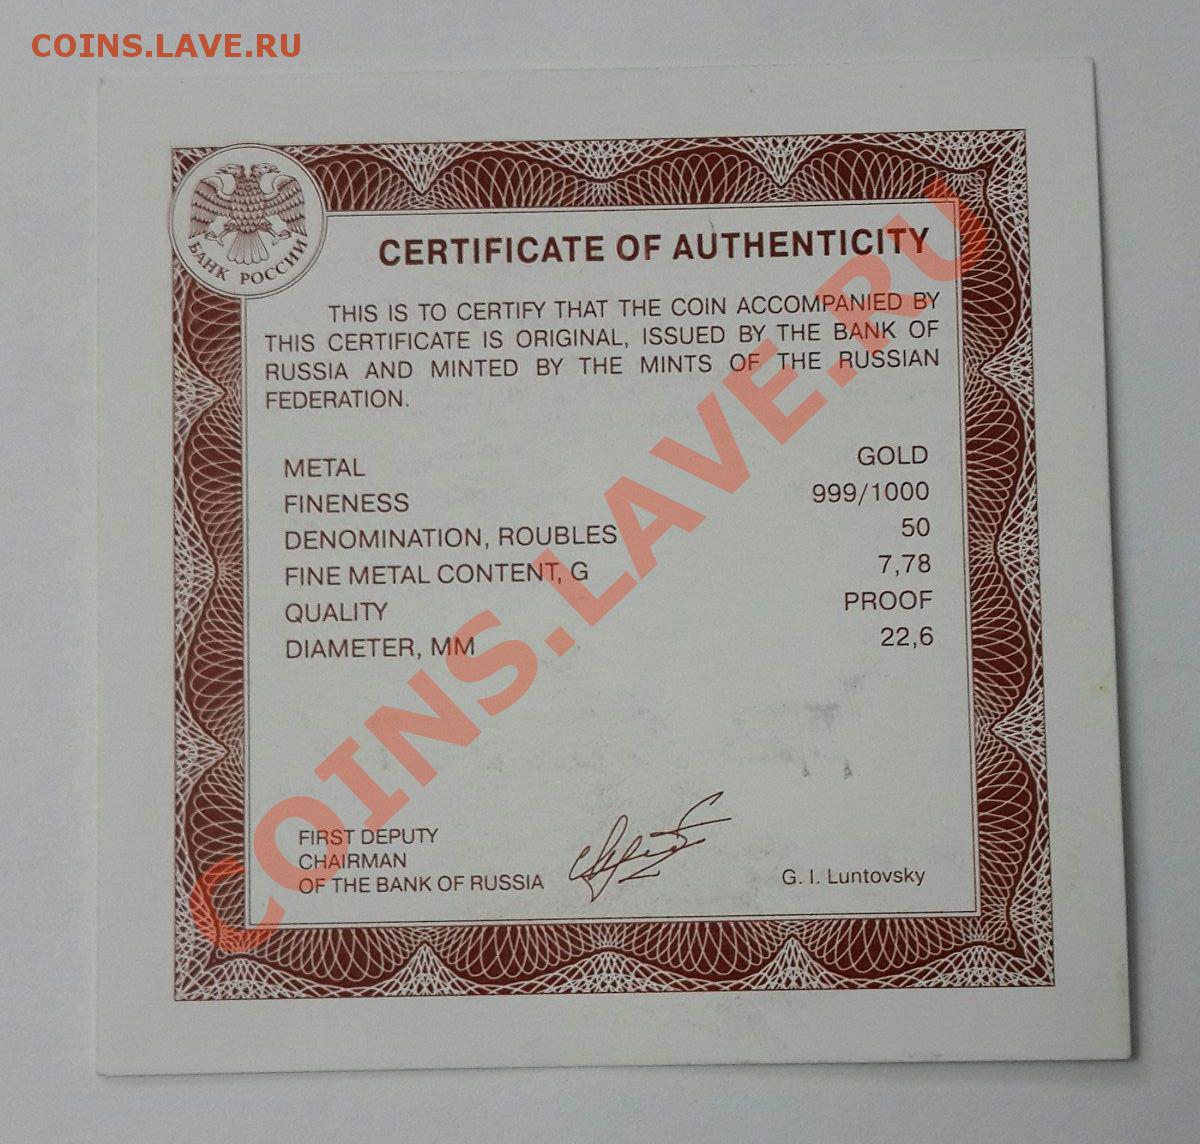 COINS.LAVE.RU
БАНК РОССИИ
CERTIFICATE OF AUTHENTICITY
THIS IS TO CERTIFY THAT THE COIN ACCOMPANIED BY
THIS CERTIFICATE IS ORIGINAL, ISSUED BY THE BANK OF
RUSSIA AND MINTED BY THE MINTS OF THE RUSSIAN
FEDERATION.
METAL GOLD
FINENESS 999/1000
DENOMINATION, ROUBLES 50
FINE METAL CONTENT, G 7,78
QUALITY PROOF
DIAMETER, MM 22,6
FIRST DEPUTY
CHAIRMAN
OF THE BANK OF RUSSIA G. I. Luntovsky
COINS.LAVE.RU